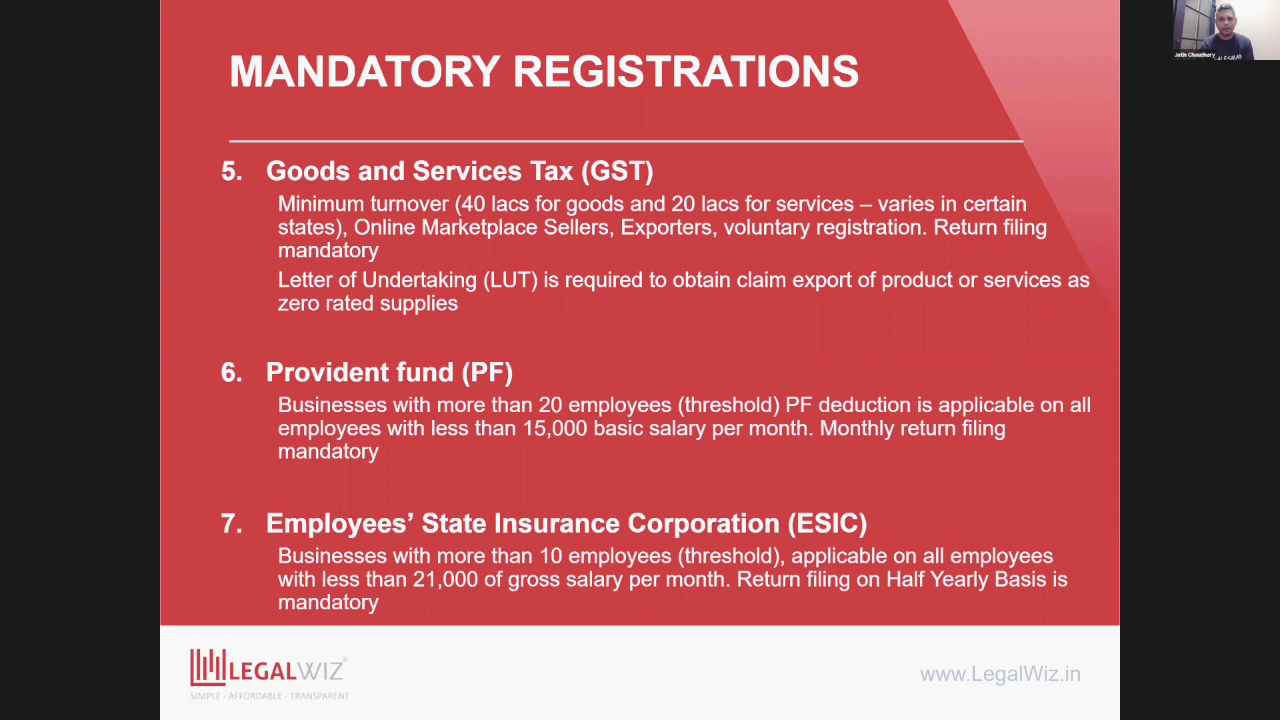 MANDATORY REGISTRATIONS
5. Goods and Services Tax (GST)
Minimum turnover (40 lacs for goods and 20 lacs for services – varies in certain
states), Online Marketplace Sellers, Exporters, voluntary registration. Return filing
mandatory
Letter of Undertaking (LUT) is required to obtain claim export of product or services as
zero rated supplies
6. Provident fund (PF)
Businesses with more than 20 employees (threshold) PF deduction is applicable on all
employees with less than 15,000 basic salary per month. Monthly return filing
mandatory
7. Employees’ State Insurance Corporation (ESIC)
Businesses with more than 10 employees (threshold), applicable on all employees
with less than 21,000 of gross salary per month. Return filing on Half Yearly Basis is
mandatory
LEGALWIZ®
SIMPLE - AFFORDABLE - TRANSPARENT
www.LegalWiz.in
Jatin Choudhary